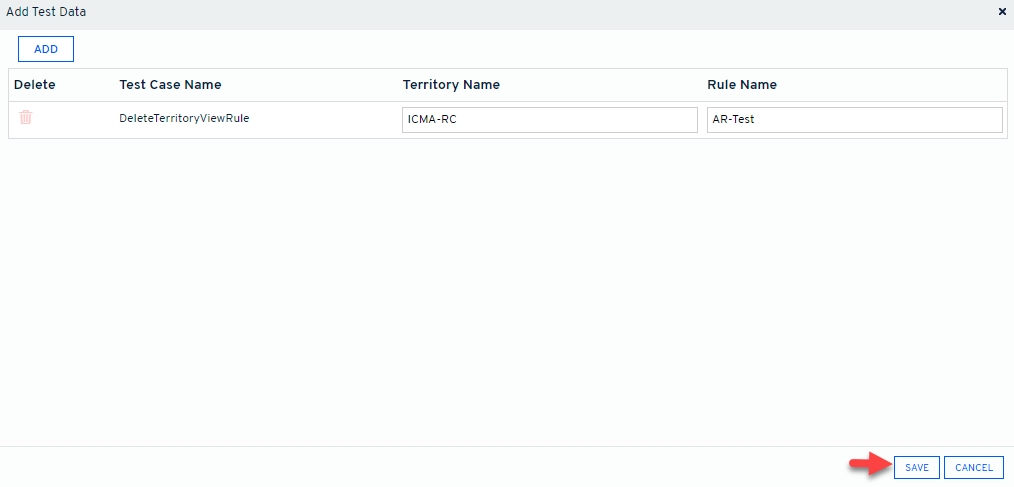 Add Test Data
ADD
Delete Test Case Name Territory Name Rule Name
DeleteTerritoryViewRule ICMA-RC AR-Test
SAVE CANCEL